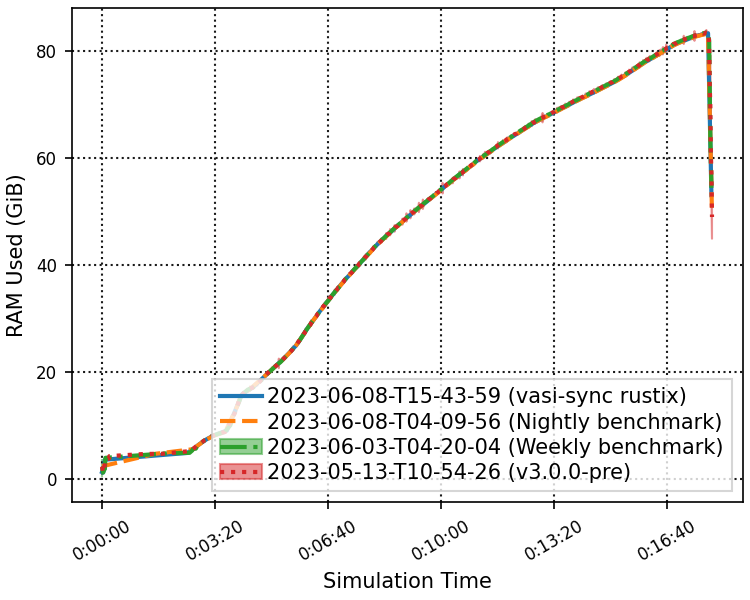 80
60
40
20
0
RAM Used (GiB)
2023-06-08-T15-43-59 (vasi-sync rustix)
2023-06-08-T04-09-56 (Nightly benchmark)
2023-06-03-T04-20-04 (Weekly benchmark)
2023-05-13-T10-54-26 (v3.0.0-pre)
0:00:00
0:03:20
0:06:40
0:10:00
0:13:20
0:16:40
Simulation Time